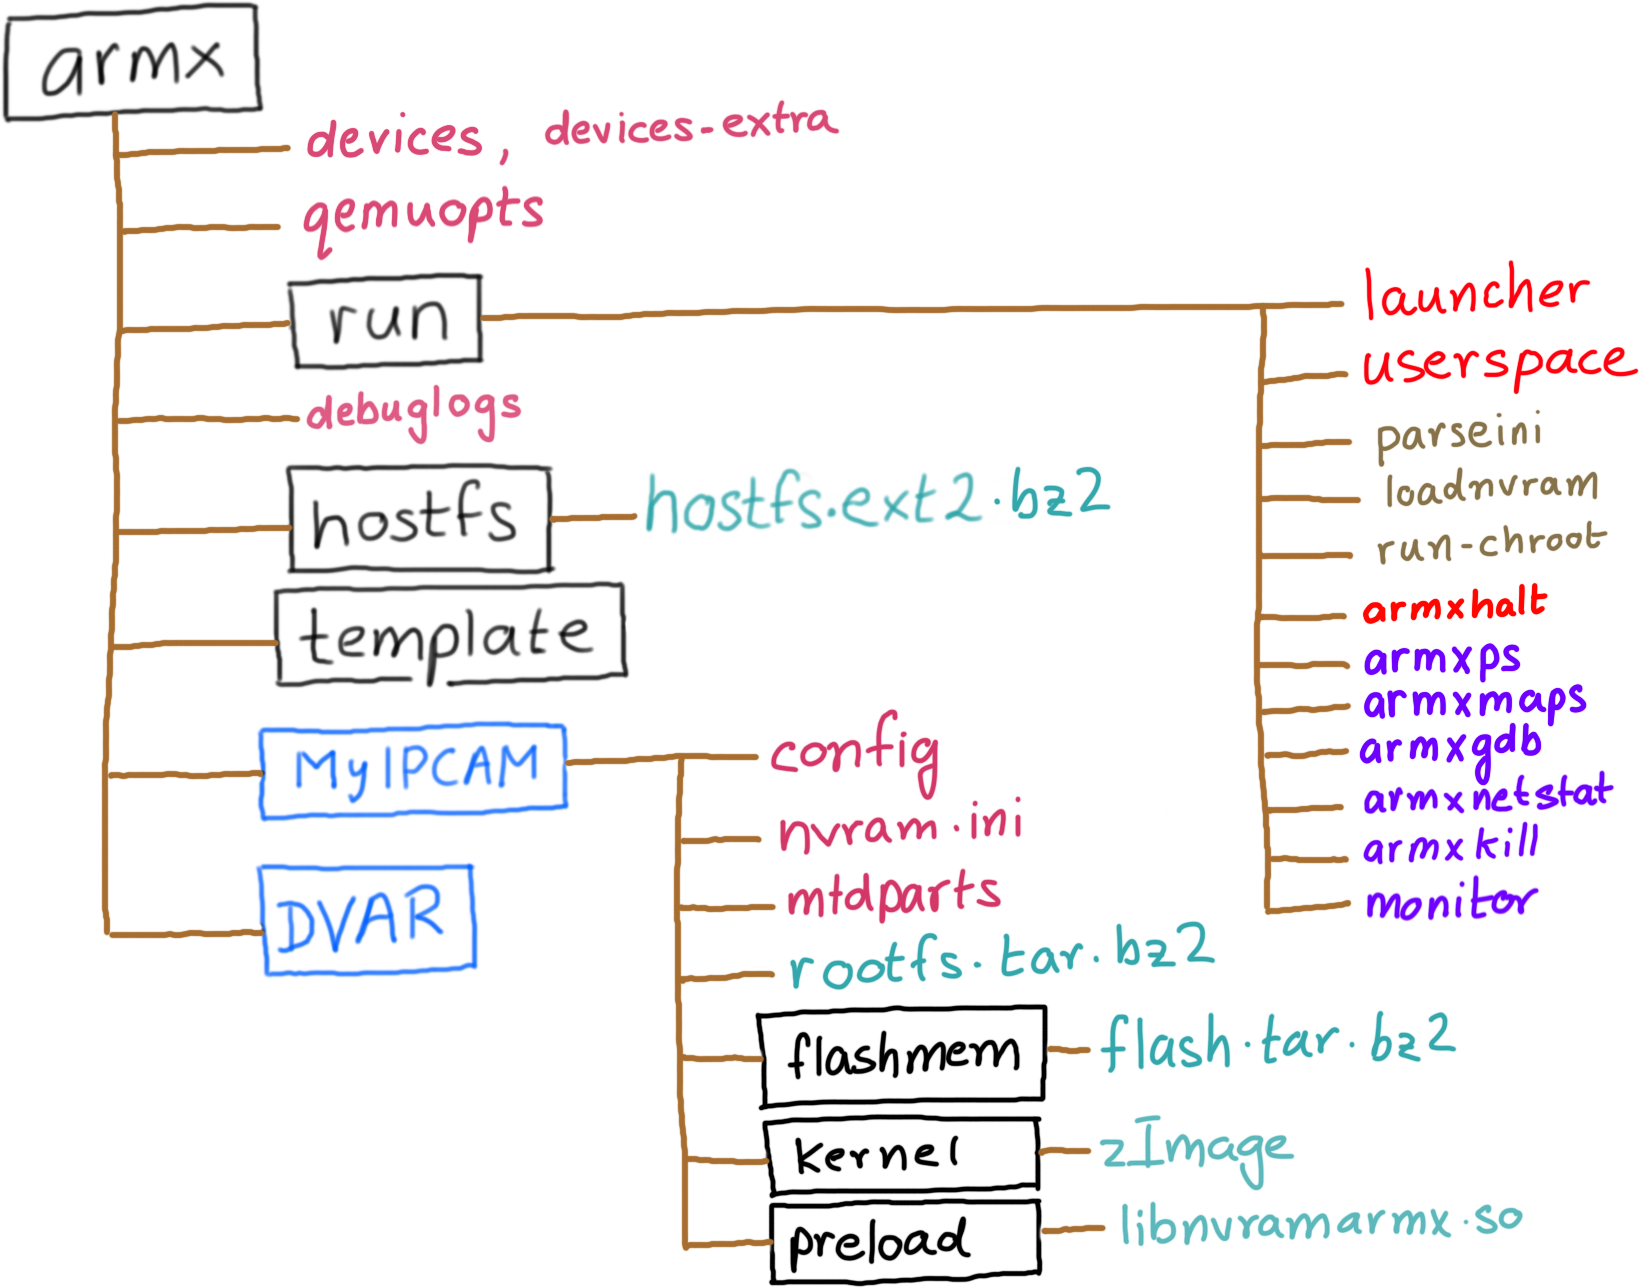 armx
devices, devices-extra
qemuopts
run
launcher
userspace
parseini
loadnvram
run-chroot
armxhalt
armxps
armxmaps
armxgdb
armxnetstat
armxkill
monitor
debuglogs
hostfs
hostfs.ext2.bz2
template
MyIPCAM
config
nvram.ini
mtdparts
rootfs.tar.bz2
flashmem
flash.tar.bz2
kernel
zImage
preload
libnvramarmx.so
DVAR